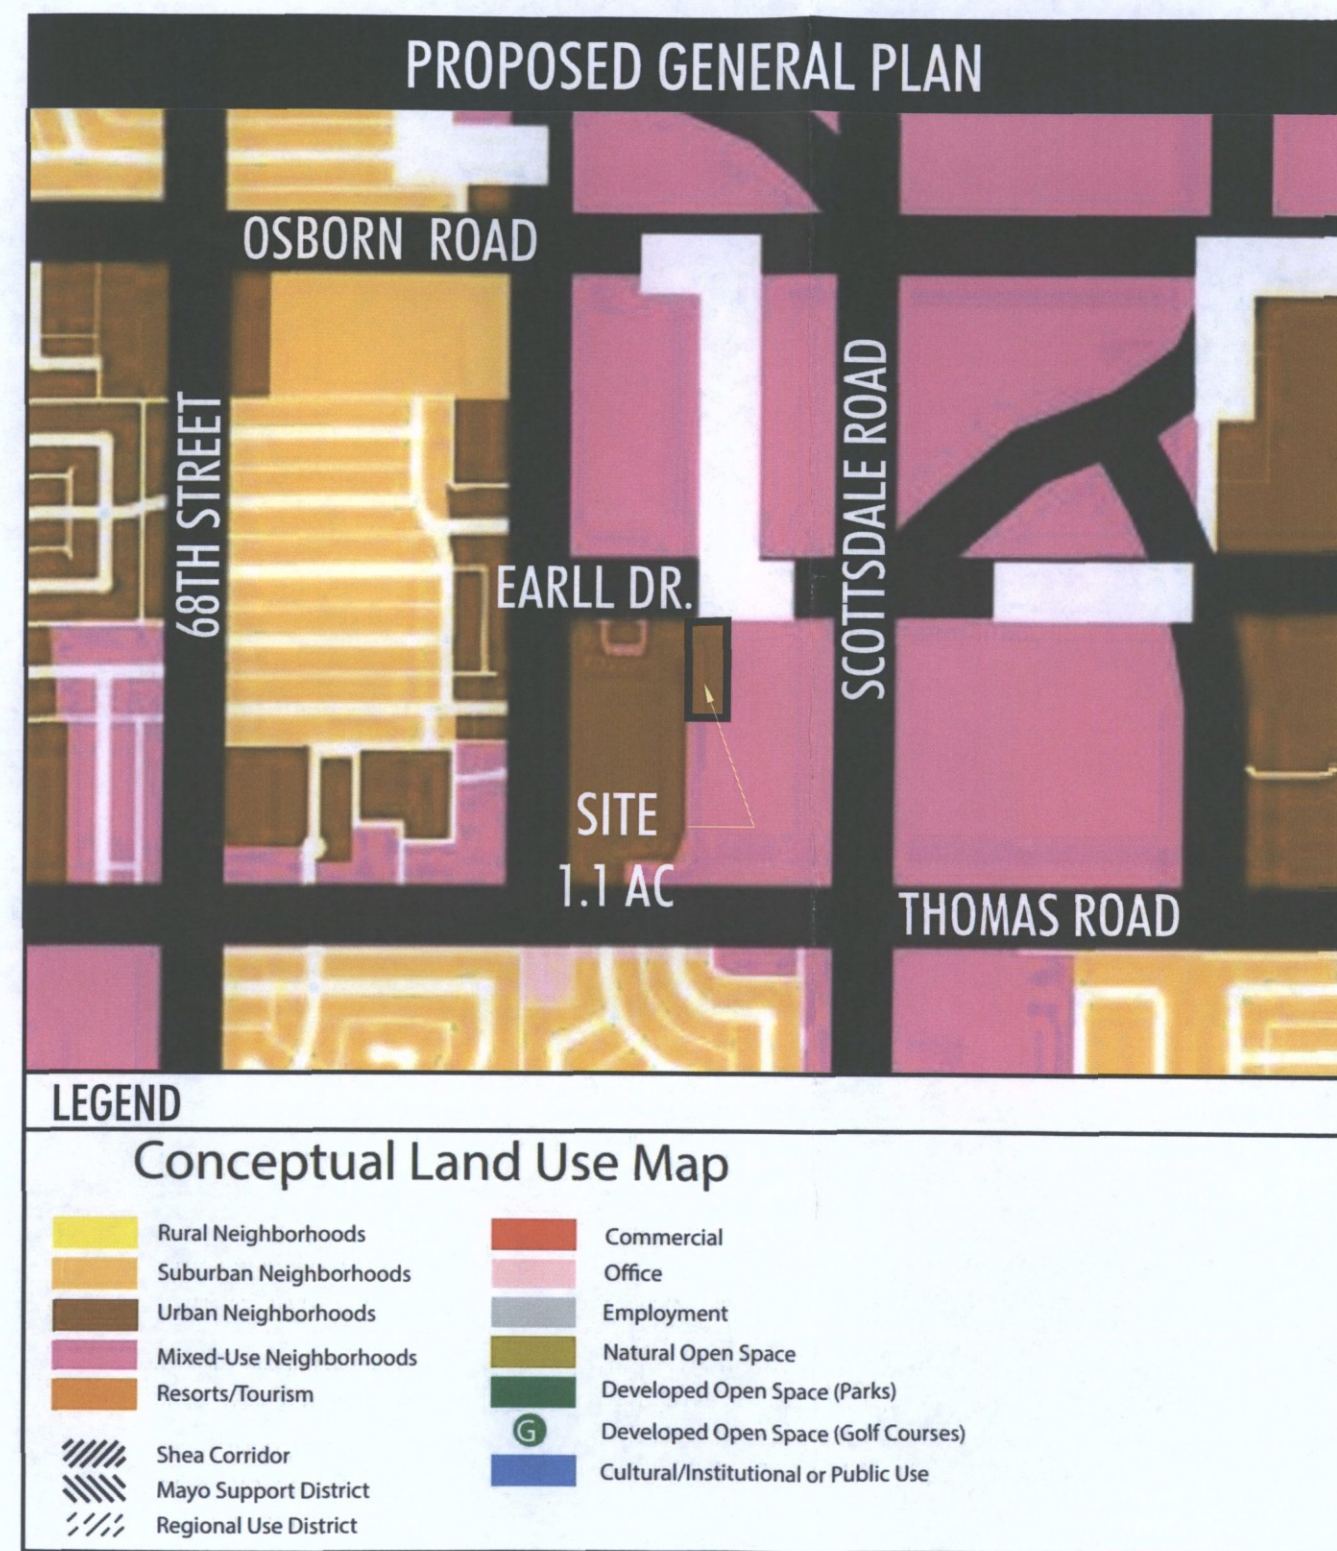 PROPOSED GENERAL PLAN
OSBORN ROAD
68TH STREET
SCOTTSDALE ROAD
EARLL DR.
SITE
1.1 AC
THOMAS ROAD
LEGEND
Conceptual Land Use Map
Rural Neighborhoods
Suburban Neighborhoods
Urban Neighborhoods
Mixed-Use Neighborhoods
Resorts/Tourism
Shea Corridor
Mayo Support District
Regional Use District
Commercial
Office
Employment
Natural Open Space
Developed Open Space (Parks)
G
Developed Open Space (Golf Courses)
Cultural/Institutional or Public Use